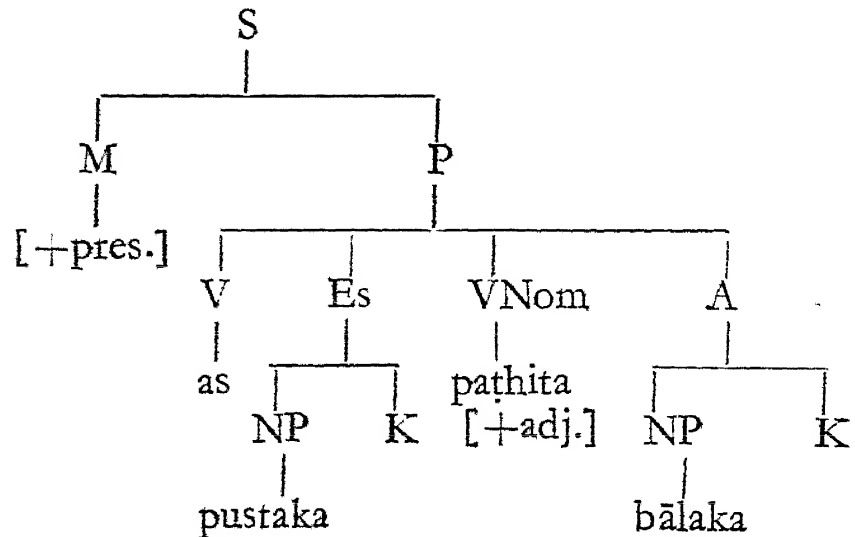 S
M P
[+pres.]
V Es VNom A
as paṭhita
NP K [+adj.] NP K
pustaka bālaka